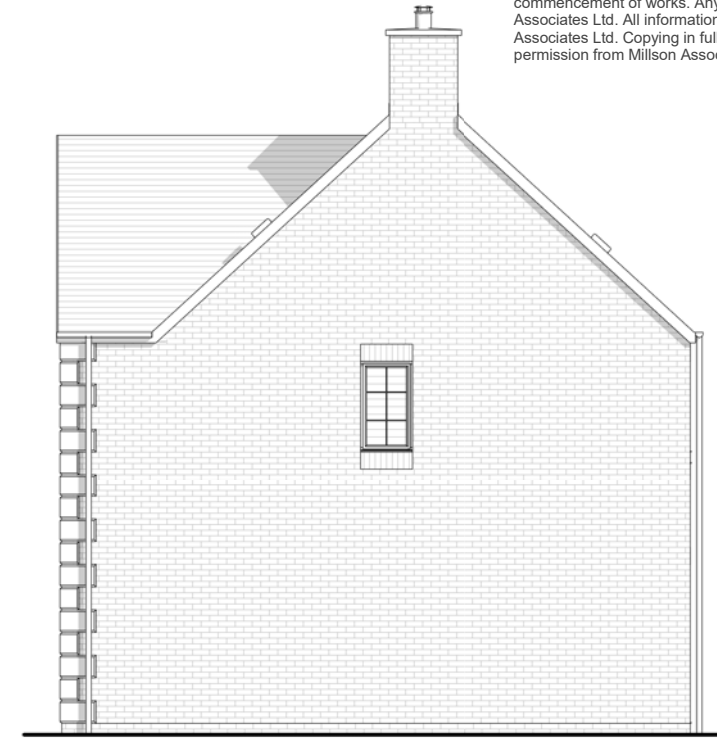 commencement of works. Any
Associates Ltd. All information
Associates Ltd. Copying in full
permission from Millson Asso